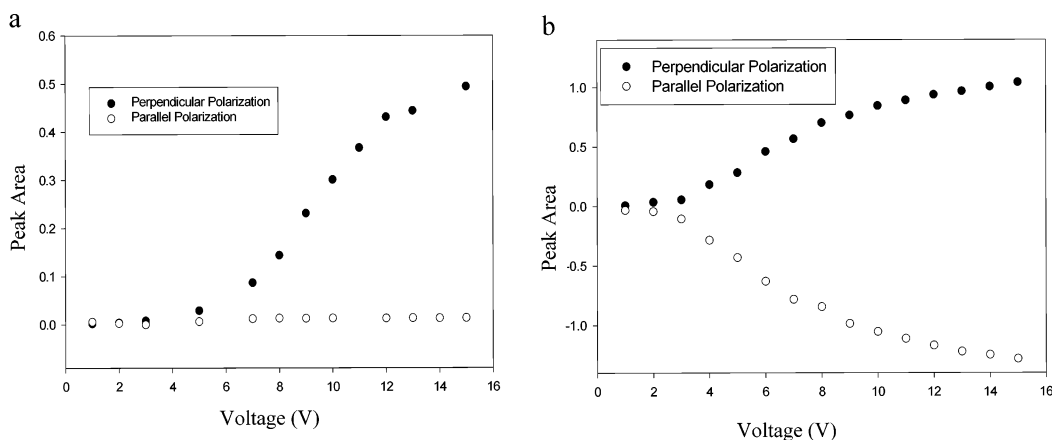 a
0.6
0.5
0.4
0.3
0.2
0.1
0.0
Peak Area
Perpendicular Polarization
Parallel Polarization
0 2 4 6 8 10 12 14 16
Voltage (V)
b
1.0
0.5
0.0
-0.5
-1.0
Peak Area
Perpendicular Polarization
Parallel Polarization
0 2 4 6 8 10 12 14 16
Voltage (V)